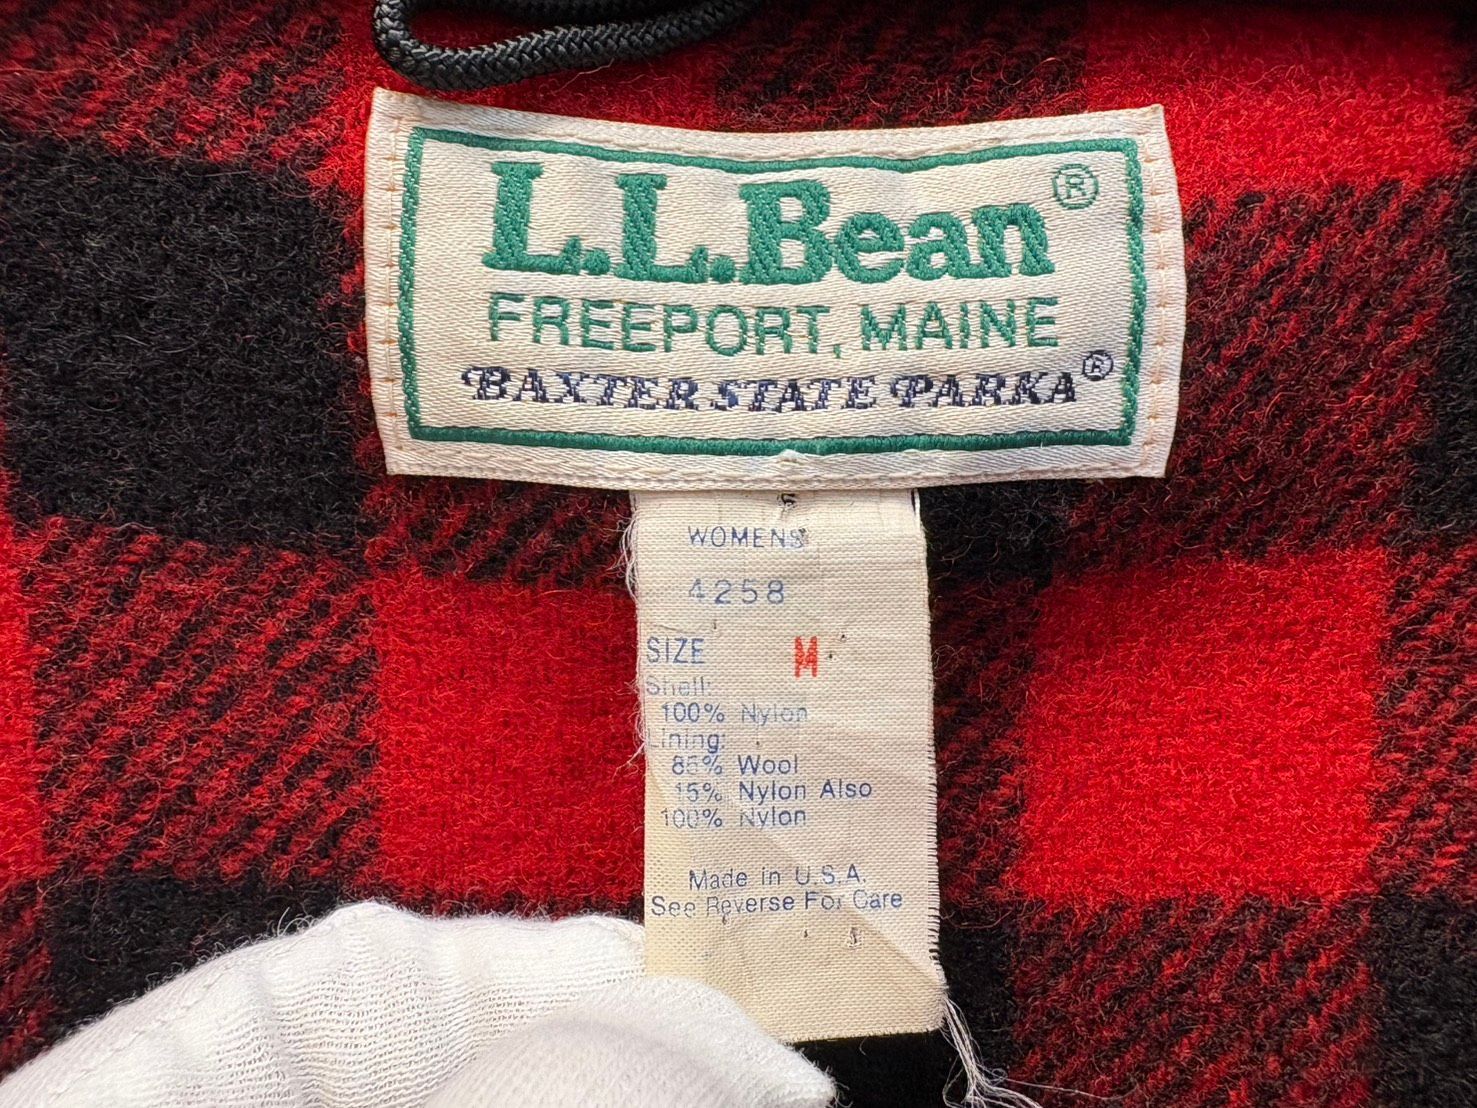 L.L.Bean®
FREEPORT, MAINE
BAXTER STATE PARKA®
WOMENS
4258
SIZE M
Shell:
100% Nylon
Lining:
85% Wool
15% Nylon Also
100% Nylon
Made in U.S.A.
See Reverse For Care